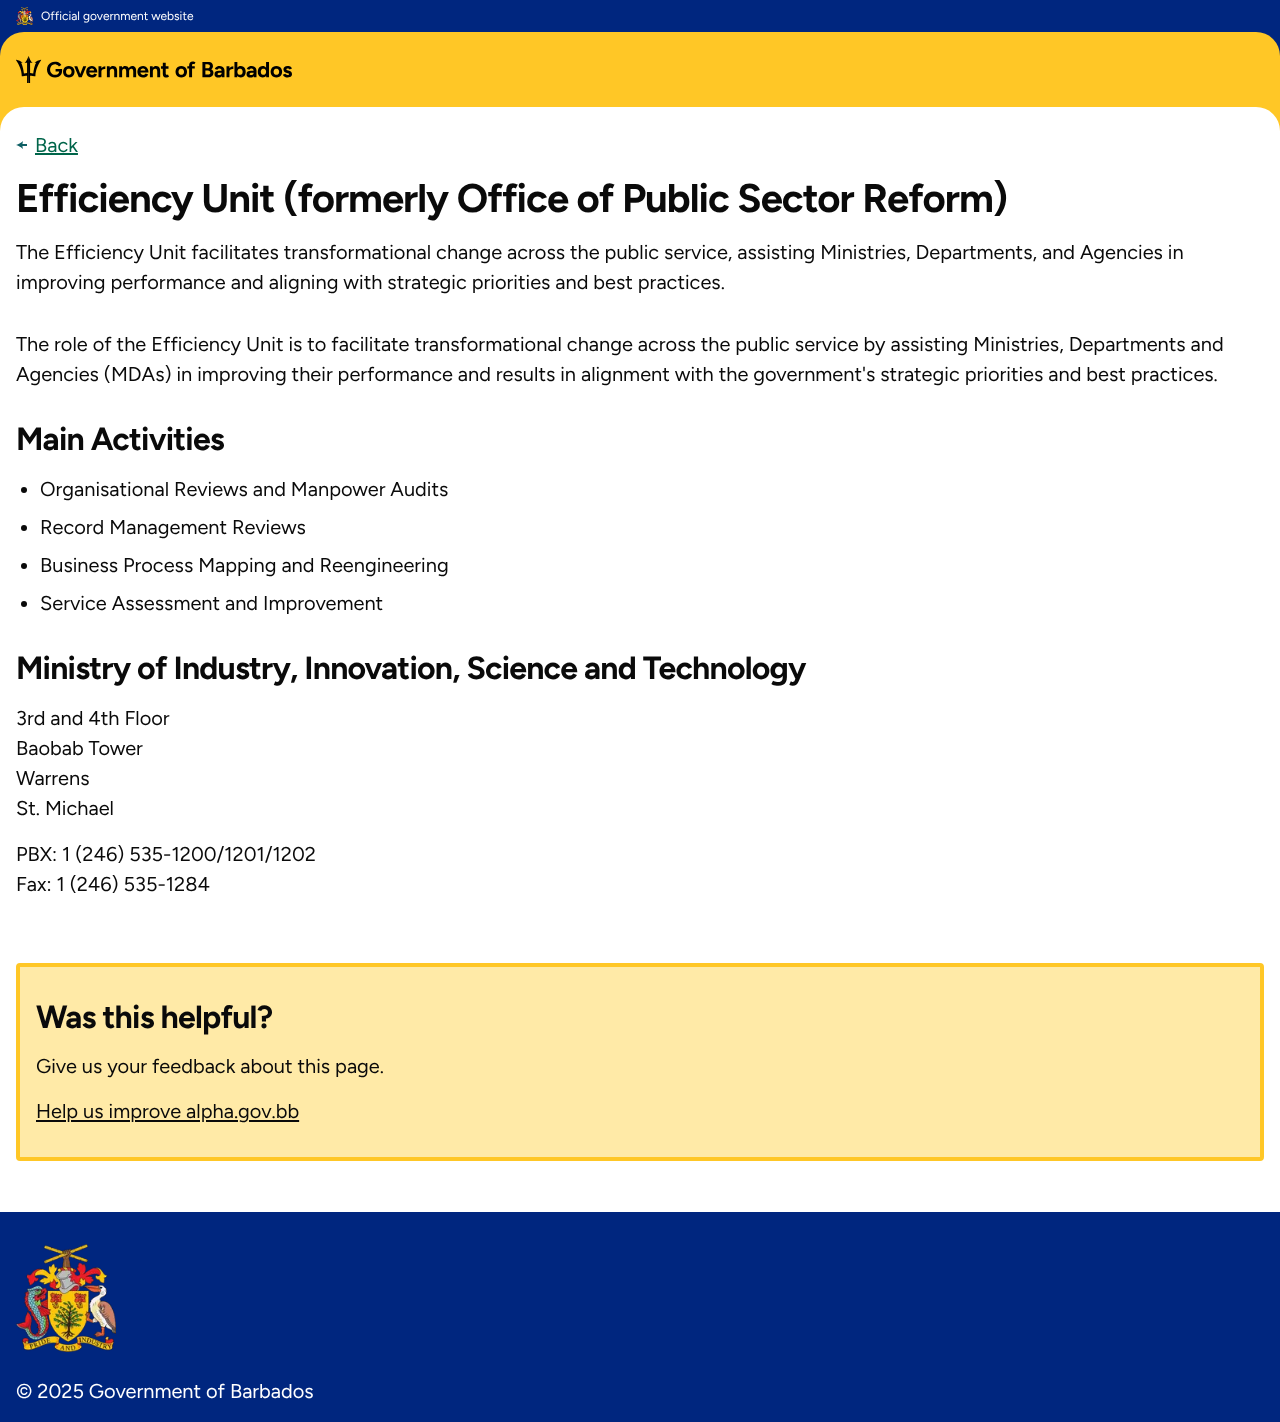 Official government website
Government of Barbados
Back
Efficiency Unit (formerly Office of Public Sector Reform)
The Efficiency Unit facilitates transformational change across the public service, assisting Ministries, Departments, and Agencies in
improving performance and aligning with strategic priorities and best practices.
The role of the Efficiency Unit is to facilitate transformational change across the public service by assisting Ministries, Departments and
Agencies (MDAs) in improving their performance and results in alignment with the government's strategic priorities and best practices.
Main Activities
• Organisational Reviews and Manpower Audits
• Record Management Reviews
• Business Process Mapping and Reengineering
• Service Assessment and Improvement
Ministry of Industry, Innovation, Science and Technology
3rd and 4th Floor
Baobab Tower
Warrens
St. Michael
PBX: 1 (246) 535-1200/1201/1202
Fax: 1 (246) 535-1284
Was this helpful?
Give us your feedback about this page.
Help us improve alpha.gov.bb
PRIDE AND INDUSTRY
© 2025 Government of Barbados